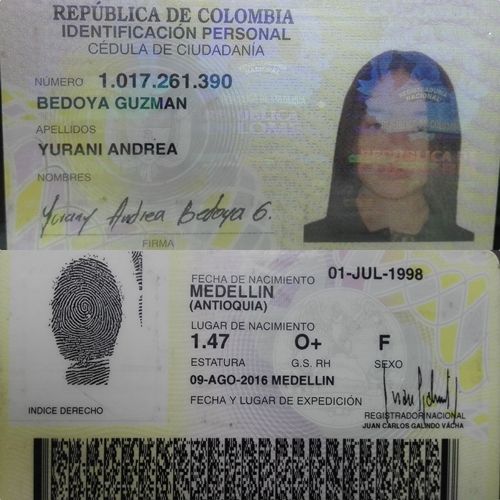 REPÚBLICA DE COLOMBIA
IDENTIFICACIÓN PERSONAL
CÉDULA DE CIUDADANÍA
NÚMERO 1.017.261.390
BEDOYA GUZMAN
APELLIDOS
YURANI ANDREA
NOMBRES
Yurany Andrea Bedoya G.
FIRMA
FECHA DE NACIMIENTO 01-JUL-1998
MEDELLIN
(ANTIOQUIA)
LUGAR DE NACIMIENTO
1.47 O+ F
ESTATURA G.S. RH SEXO
09-AGO-2016 MEDELLIN
FECHA Y LUGAR DE EXPEDICIÓN
INDICE DERECHO
REGISTRADOR NACIONAL
JUAN CARLOS GALINDO VÁCHA